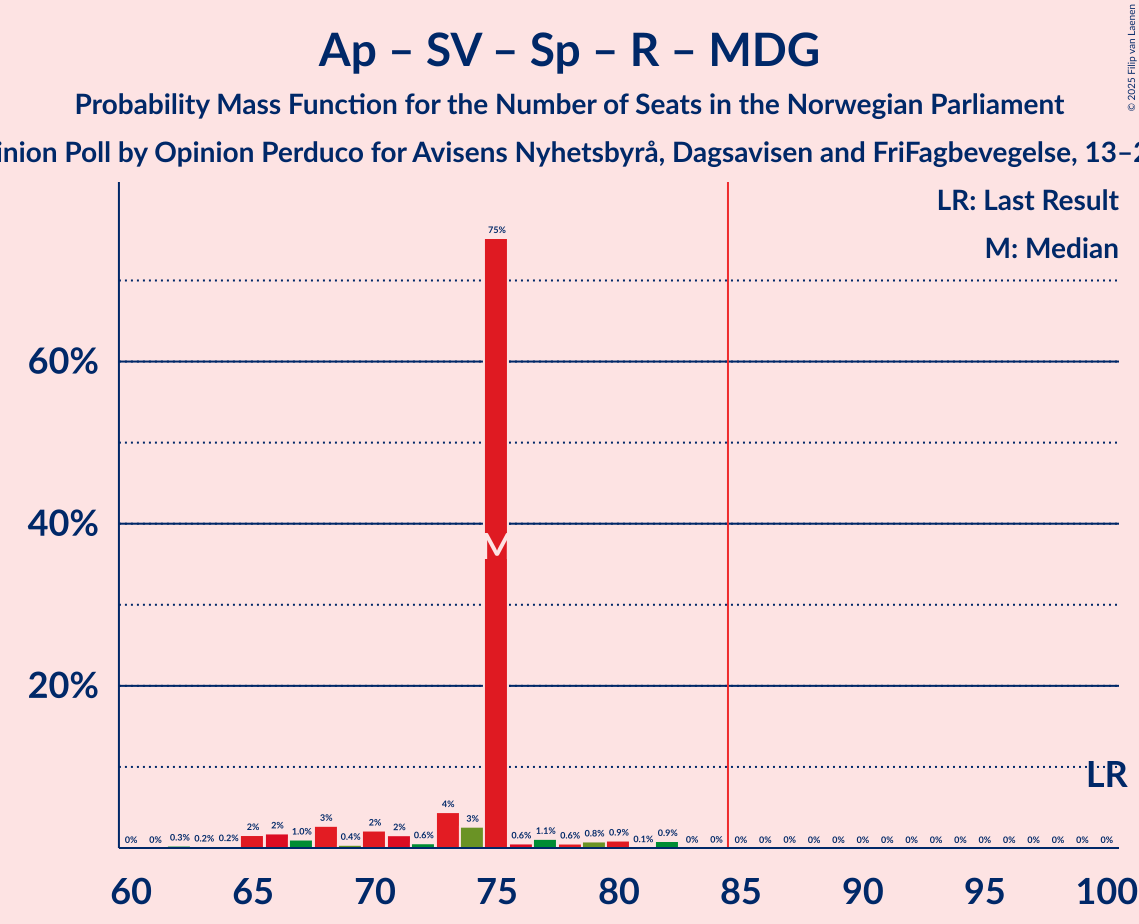 Ap – SV – Sp – R – MDG
Probability Mass Function for the Number of Seats in the Norwegian Parliament
inion Poll by Opinion Perduco for Avisens Nyhetsbyrå, Dagsavisen and FriFagbevegelse, 13–2
© 2025 Filip van Laenen
LR: Last Result
M: Median
60%
40%
20%
0% 0% 0.3% 0.2% 0.2% 2% 2% 1.0% 3% 0.4% 2% 2% 0.6% 4% 3% 75% 0.6% 1.1% 0.6% 0.8% 0.9% 0.1% 0.9% 0% 0% 0% 0% 0% 0% 0% 0% 0% 0% 0% 0% 0% 0% 0% 0% 0% 0%
M
LR
60 65 70 75 80 85 90 95 100